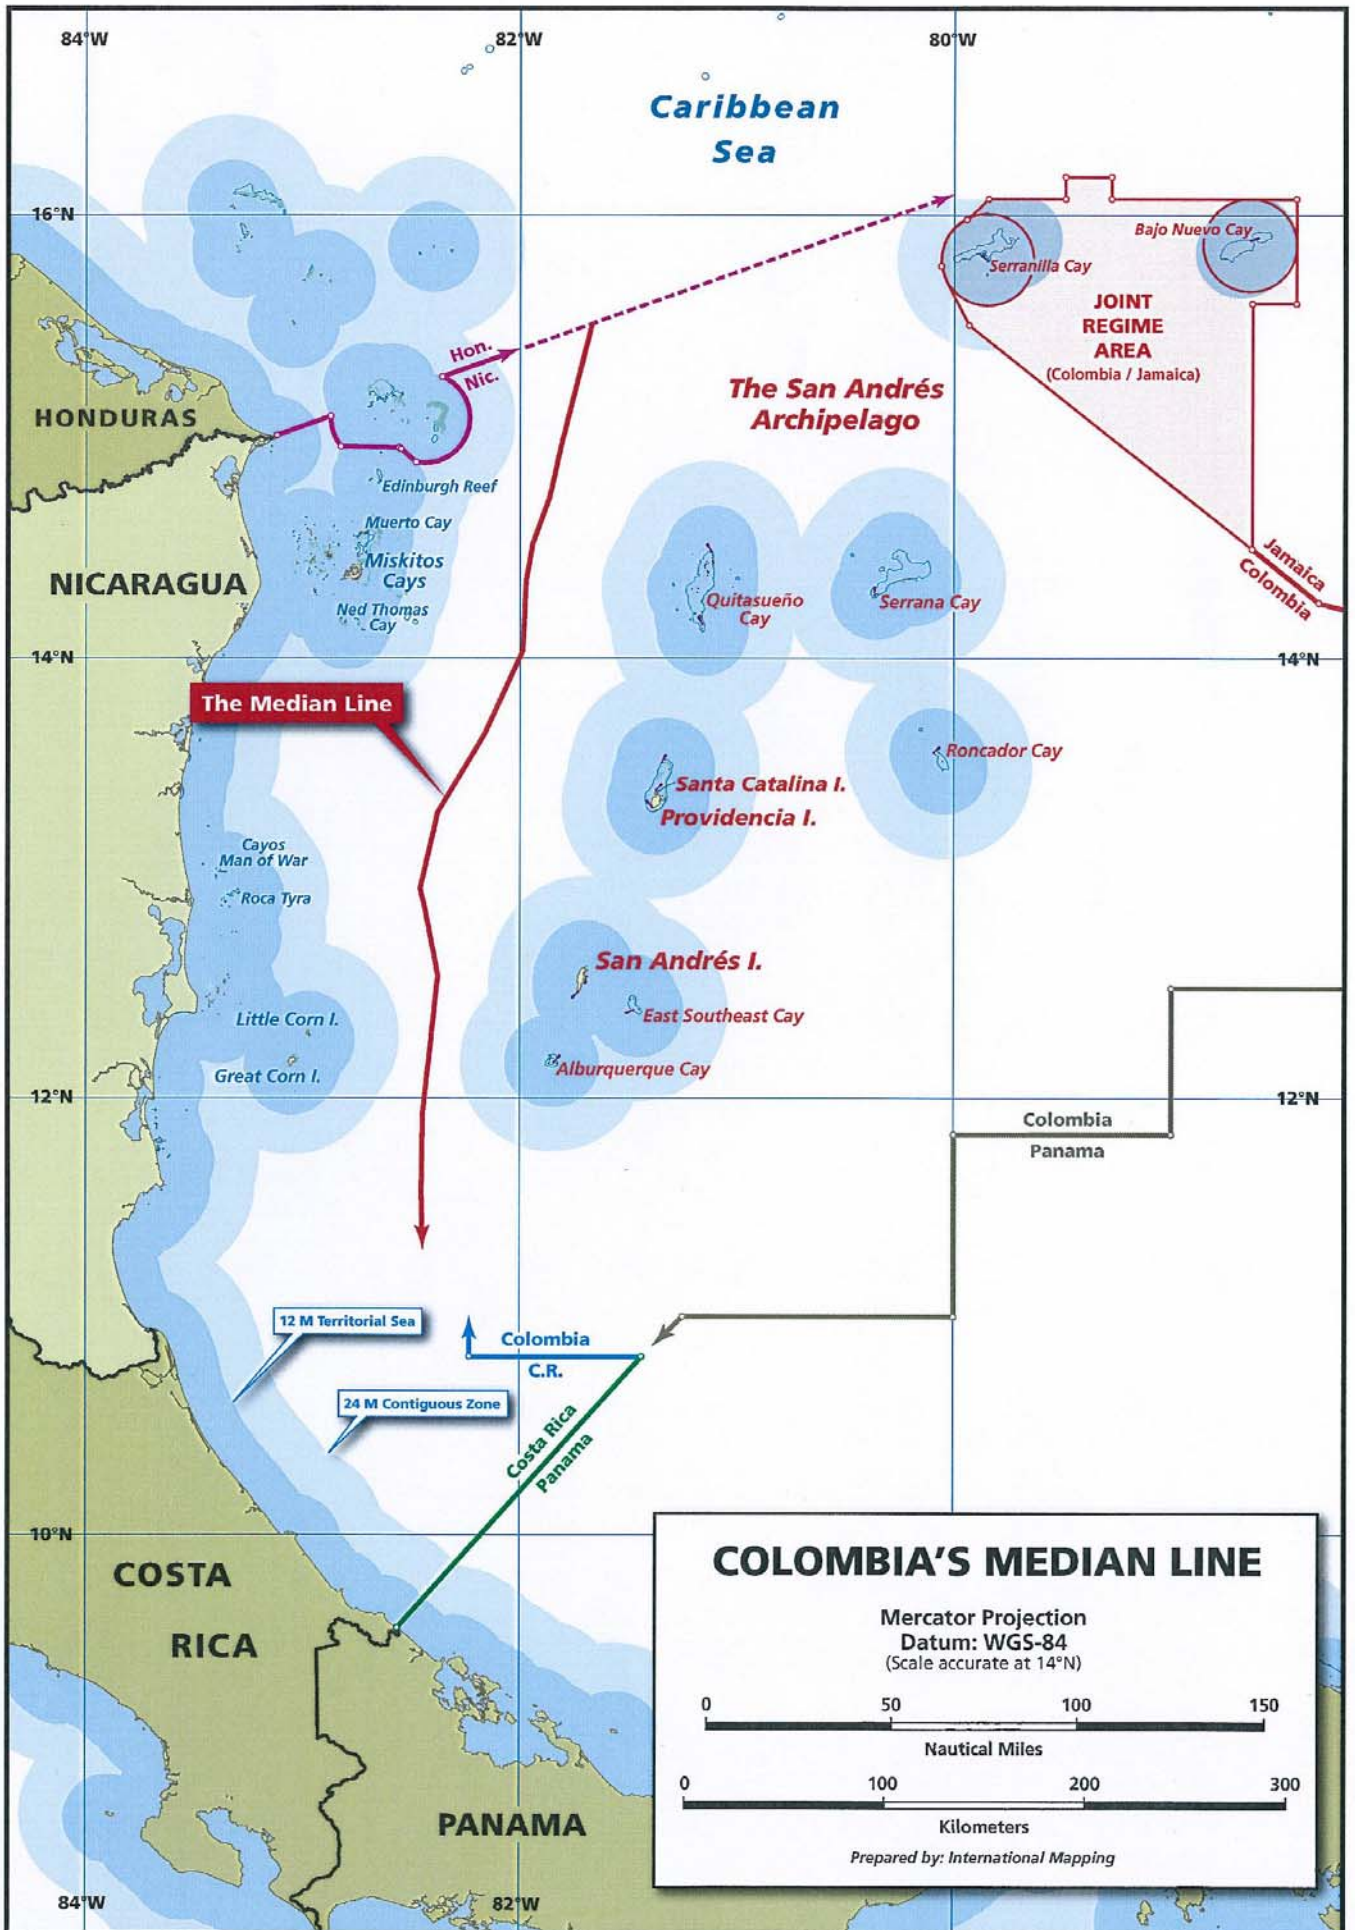 84°W
82°W
80°W
Caribbean
Sea
16°N
Bajo Nuevo Cay
Serranilla Cay
JOINT
REGIME
AREA
(Colombia / Jamaica)
Hon.
Nic.
The San Andrés
Archipelago
HONDURAS
Edinburgh Reef
Muerto Cay
Miskitos
Cays
Ned Thomas
Cay
NICARAGUA
Quitasueño
Cay
Serrana Cay
Jamaica
Colombia
14°N
14°N
The Median Line
Roncador Cay
Santa Catalina I.
Providencia I.
Cayos
Man of War
Roca Tyra
San Andrés I.
East Southeast Cay
Little Corn I.
Great Corn I.
Alburquerque Cay
12°N
12°N
Colombia
Panama
12 M Territorial Sea
Colombia
C.R.
24 M Contiguous Zone
Costa Rica
Panama
10°N
COSTA
RICA
PANAMA
COLOMBIA'S MEDIAN LINE
Mercator Projection
Datum: WGS-84
(Scale accurate at 14°N)
0 50 100 150
Nautical Miles
0 100 200 300
Kilometers
Prepared by: International Mapping
84°W
82°W